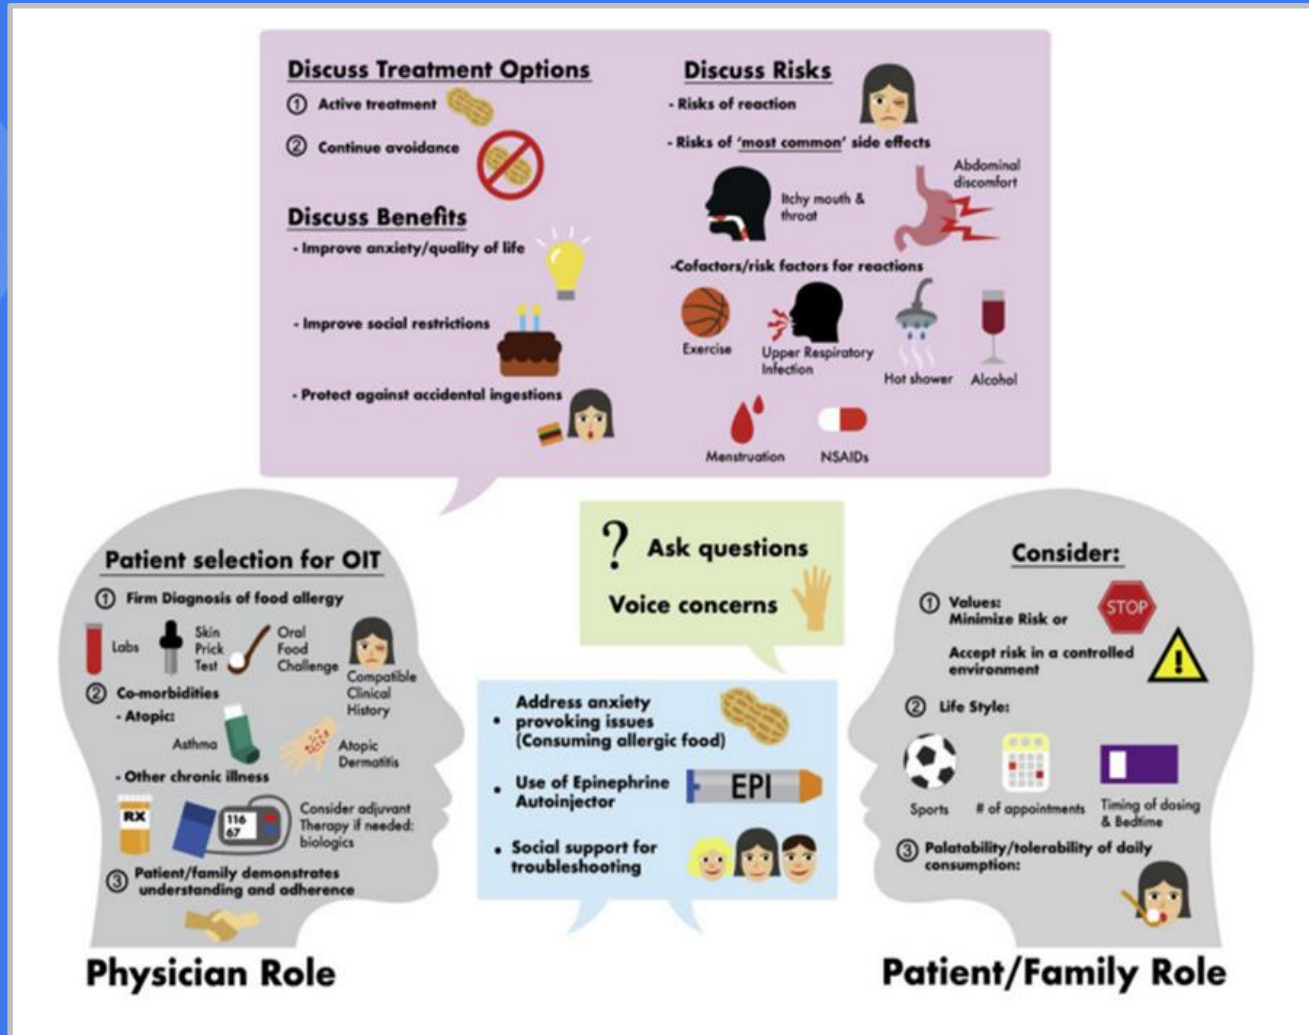 Discuss Treatment Options
① Active treatment
② Continue avoidance
Discuss Benefits
- Improve anxiety/quality of life
- Improve social restrictions
- Protect against accidental ingestions
Discuss Risks
- Risks of reaction
- Risks of 'most common' side effects
Itchy mouth &
throat
Abdominal
discomfort
-Cofactors/risk factors for reactions
Exercise
Upper Respiratory
Infection
Hot shower
Alcohol
Menstruation
NSAIDs
Patient selection for OIT
① Firm Diagnosis of food allergy
Labs
Skin
Prick
Test
Oral
Food
Challenge
Compatible
Clinical
History
② Co-morbidities
- Atopic:
Asthma
Atopic
Dermatitis
- Other chronic illness
RX
116
67
Consider adjuvant
Therapy if needed:
biologics
③ Patient/family demonstrates
understanding and adherence
Physician Role
? Ask questions
Voice concerns
• Address anxiety
provoking issues
(Consuming allergic food)
• Use of Epinephrine
Autoinjector
EPI
• Social support for
troubleshooting
Consider:
① Values:
Minimize Risk or
STOP
Accept risk in a controlled
environment
!
② Life Style:
Sports
# of appointments
Timing of dosing
& Bedtime
③ Palatability/tolerability of daily
consumption:
Patient/Family Role